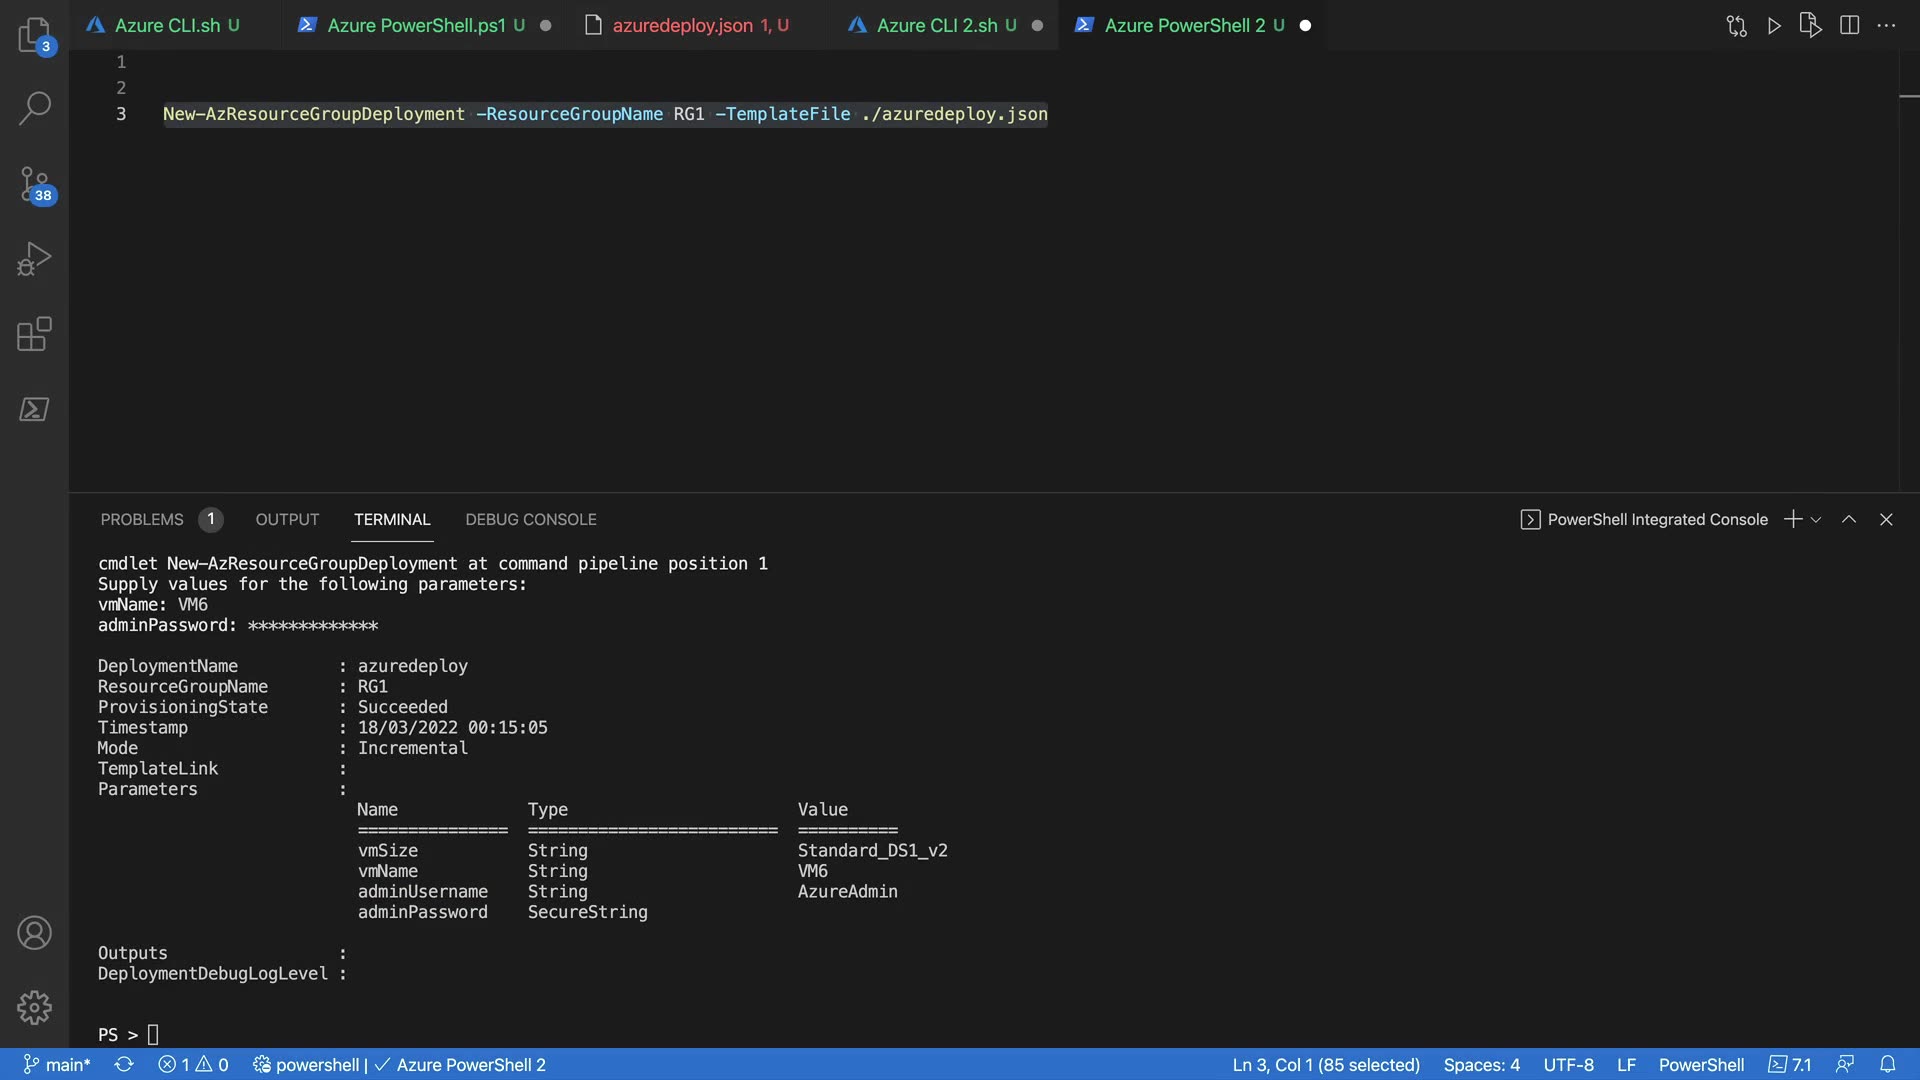 Azure CLI.sh U
Azure PowerShell.ps1 U
azuredeploy.json 1, U
Azure CLI 2.sh U
Azure PowerShell 2 U
3
38
1
2
3 New-AzResourceGroupDeployment -ResourceGroupName RG1 -TemplateFile ./azuredeploy.json
PROBLEMS 1 OUTPUT TERMINAL DEBUG CONSOLE PowerShell Integrated Console
cmdlet New-AzResourceGroupDeployment at command pipeline position 1
Supply values for the following parameters:
vmName: VM6
adminPassword: *************
DeploymentName : azuredeploy
ResourceGroupName : RG1
ProvisioningState : Succeeded
Timestamp : 18/03/2022 00:15:05
Mode : Incremental
TemplateLink :
Parameters :
Name Type Value
=============== ========================= ==========
vmSize String Standard_DS1_v2
vmName String VM6
adminUsername String AzureAdmin
adminPassword SecureString
Outputs :
DeploymentDebugLogLevel :
PS >
main* 1 0 powershell | Azure PowerShell 2 Ln 3, Col 1 (85 selected) Spaces: 4 UTF-8 LF PowerShell 7.1